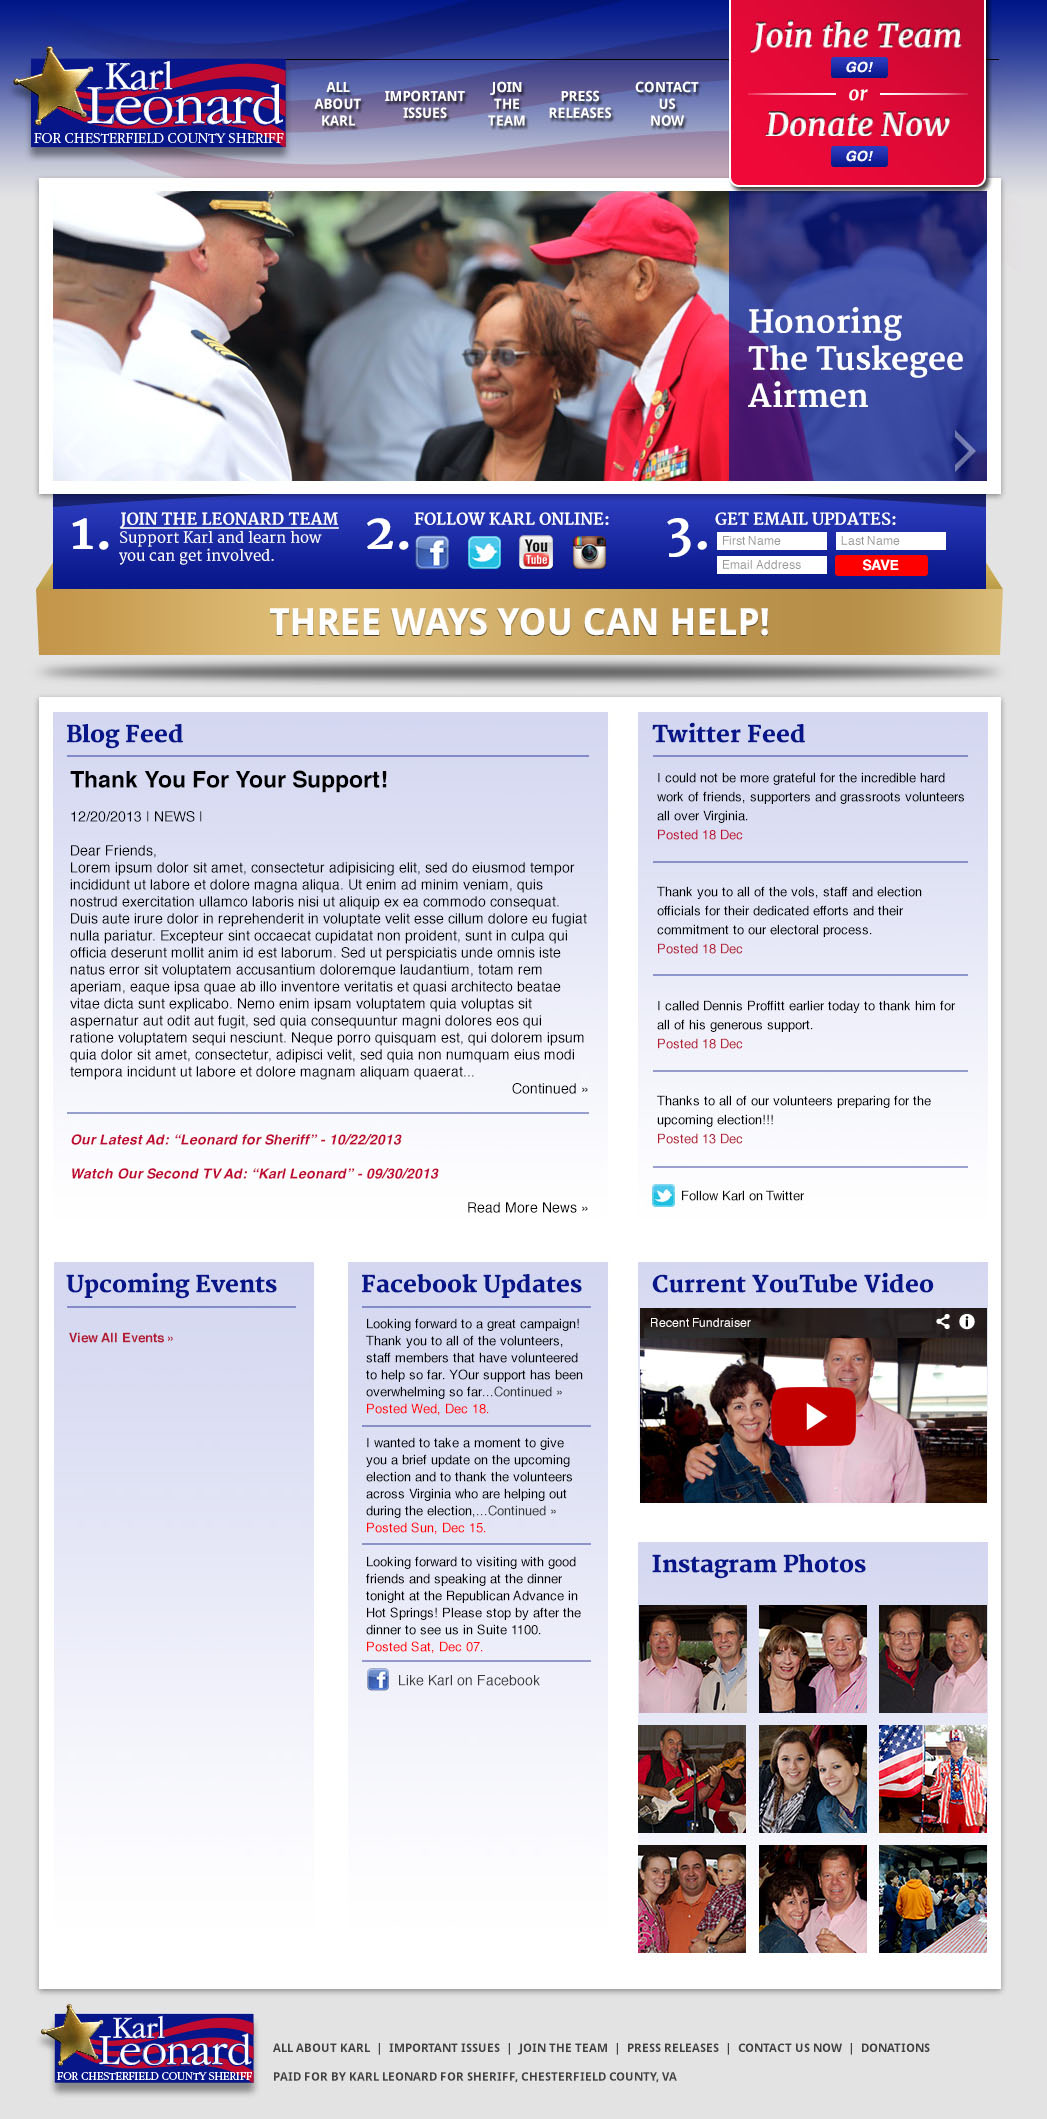 Karl
Leonard
FOR CHESTERFIELD COUNTY SHERIFF
ALL
ABOUT
KARL
IMPORTANT
ISSUES
JOIN
THE
TEAM
PRESS
RELEASES
CONTACT
US
NOW
Join the Team
GO!
or
Donate Now
GO!
Honoring
The Tuskegee
Airmen
1.
JOIN THE LEONARD TEAM
Support Karl and learn how
you can get involved.
2.
FOLLOW KARL ONLINE:
f
You
Tube
3.
GET EMAIL UPDATES:
First Name
Last Name
Email Address
SAVE
THREE WAYS YOU CAN HELP!
Blog Feed
Thank You For Your Support!
12/20/2013 | NEWS |
Dear Friends,
Lorem ipsum dolor sit amet, consectetur adipisicing elit, sed do eiusmod tempor
incididunt ut labore et dolore magna aliqua. Ut enim ad minim veniam, quis
nostrud exercitation ullamco laboris nisi ut aliquip ex ea commodo consequat.
Duis aute irure dolor in reprehenderit in voluptate velit esse cillum dolore eu fugiat
nulla pariatur. Excepteur sint occaecat cupidatat non proident, sunt in culpa qui
officia deserunt mollit anim id est laborum. Sed ut perspiciatis unde omnis iste
natus error sit voluptatem accusantium doloremque laudantium, totam rem
aperiam, eaque ipsa quae ab illo inventore veritatis et quasi architecto beatae
vitae dicta sunt explicabo. Nemo enim ipsam voluptatem quia voluptas sit
aspernatur aut odit aut fugit, sed quia consequuntur magni dolores eos qui
ratione voluptatem sequi nesciunt. Neque porro quisquam est, qui dolorem ipsum
quia dolor sit amet, consectetur, adipisci velit, sed quia non numquam eius modi
tempora incidunt ut labore et dolore magnam aliquam quaerat...
Continued »
Our Latest Ad: “Leonard for Sheriff” - 10/22/2013
Watch Our Second TV Ad: “Karl Leonard” - 09/30/2013
Read More News »
Twitter Feed
I could not be more grateful for the incredible hard
work of friends, supporters and grassroots volunteers
all over Virginia.
Posted 18 Dec
Thank you to all of the vols, staff and election
officials for their dedicated efforts and their
commitment to our electoral process.
Posted 18 Dec
I called Dennis Proffitt earlier today to thank him for
all of his generous support.
Posted 18 Dec
Thanks to all of our volunteers preparing for the
upcoming election!!!
Posted 13 Dec
Follow Karl on Twitter
Upcoming Events
View All Events »
Facebook Updates
Looking forward to a great campaign!
Thank you to all of the volunteers,
staff members that have volunteered
to help so far. YOur support has been
overwhelming so far...Continued »
Posted Wed, Dec 18.
I wanted to take a moment to give
you a brief update on the upcoming
election and to thank the volunteers
across Virginia who are helping out
during the election,...Continued »
Posted Sun, Dec 15.
Looking forward to visiting with good
friends and speaking at the dinner
tonight at the Republican Advance in
Hot Springs! Please stop by after the
dinner to see us in Suite 1100.
Posted Sat, Dec 07.
f
Like Karl on Facebook
Current YouTube Video
Recent Fundraiser
Instagram Photos
Karl
Leonard
FOR CHESTERFIELD COUNTY SHERIFF
ALL ABOUT KARL | IMPORTANT ISSUES | JOIN THE TEAM | PRESS RELEASES | CONTACT US NOW | DONATIONS
PAID FOR BY KARL LEONARD FOR SHERIFF, CHESTERFIELD COUNTY, VA